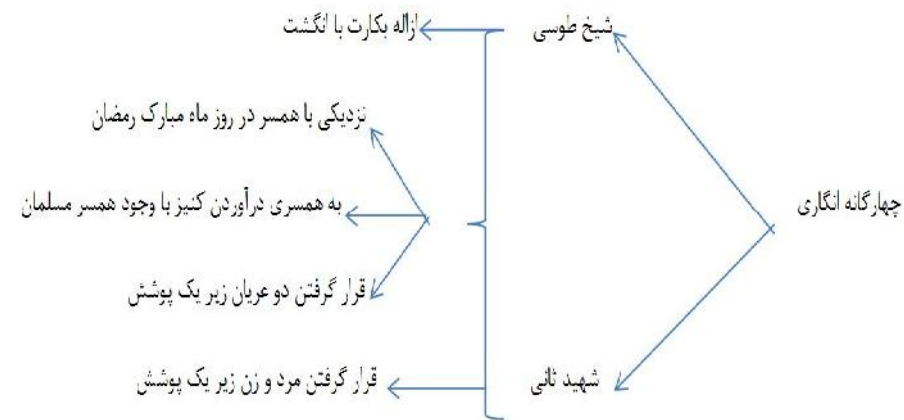 چهارگانه انگاری
شیخ طوسی
ازاله بکارت با انگشت
نزدیکی با همسر در روز ماه مبارک رمضان
به همسری درآوردن کنیز با وجود همسر مسلمان
قرار گرفتن دو عریان زیر یک پوشش
شهید ثانی
قرار گرفتن مرد و زن زیر یک پوشش